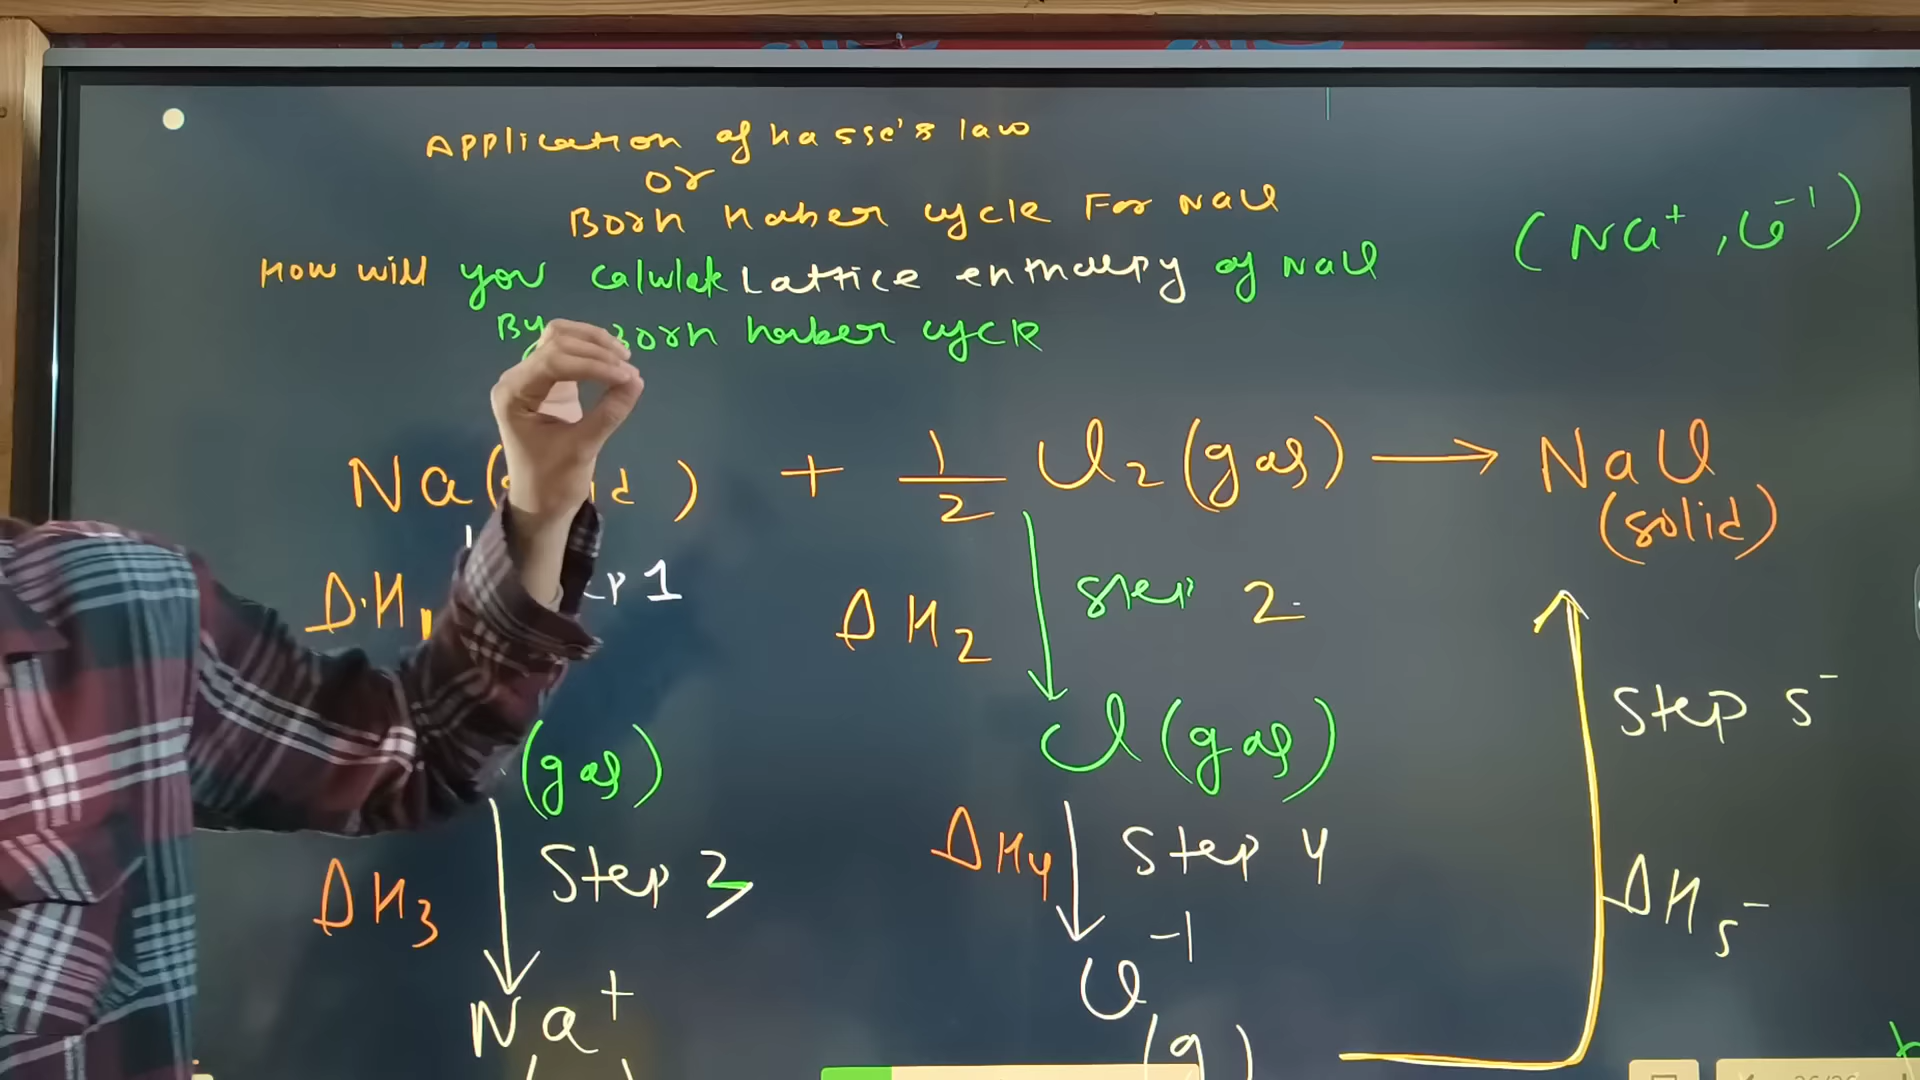 Application of hasse's law
Or
Born haber cycle For NaCl
How will you calculate Lattice enthalpy of NaCl
(Na⁺, Cl⁻¹)
By Born haber cycle
Na ( id ) + 1/2 Cl₂ (gas) → NaCl
(solid)
ΔH₁ 1
ΔH₂ step 2
Step 5
(gas) Cl (gas)
ΔH₃ Step 3 ΔH₄ Step 4
ΔH₅
Na⁺ Cl⁻¹
(g)